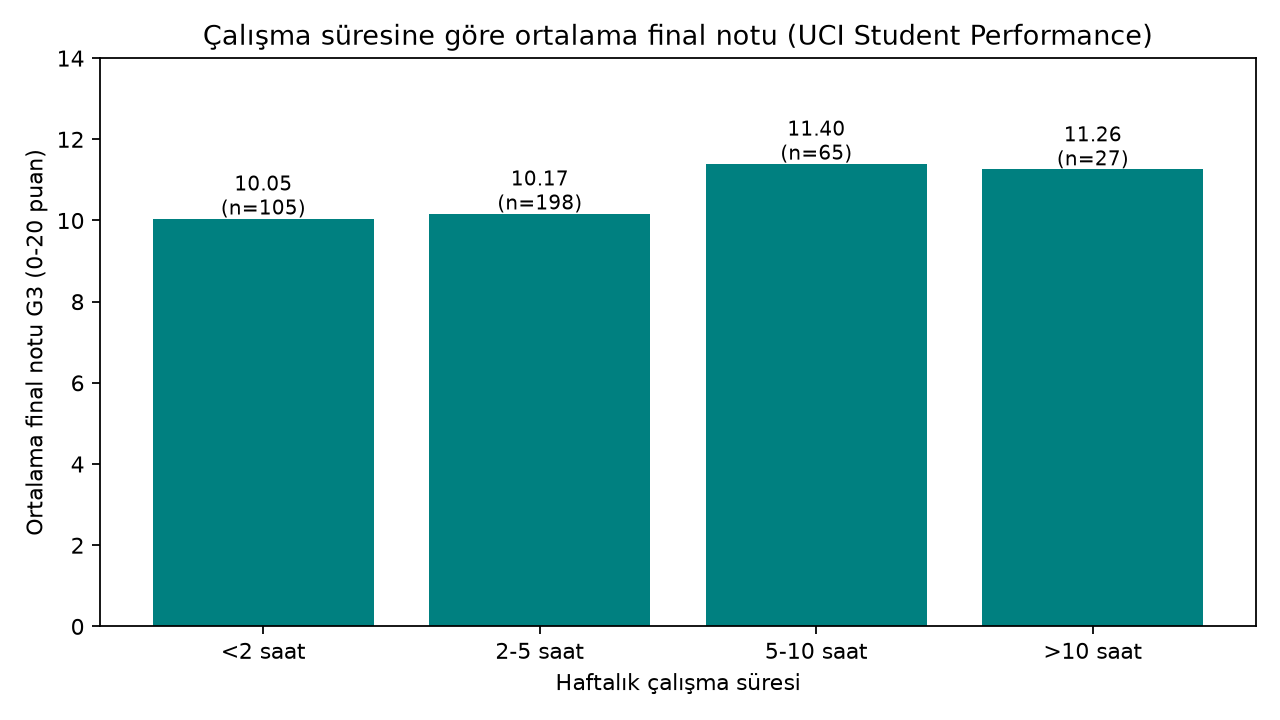 Çalışma süresine göre ortalama final notu (UCI Student Performance)
Ortalama final notu G3 (0-20 puan)
14
12
10
8
6
4
2
0
10.05
(n=105)
10.17
(n=198)
11.40
(n=65)
11.26
(n=27)
<2 saat
2-5 saat
5-10 saat
>10 saat
Haftalık çalışma süresi